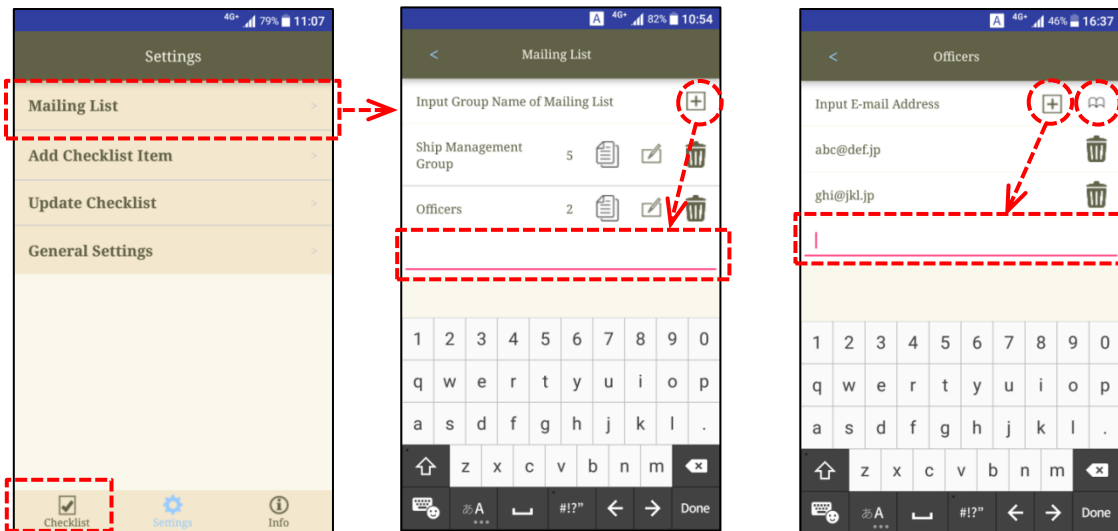 4G+ 79% 11:07
Settings
Mailing List >
Add Checklist Item >
Update Checklist >
General Settings >
Checklist Settings Info
A 4G+ 82% 10:54
< Mailing List
Input Group Name of Mailing List
Ship Management
Group 5
Officers 2
1 2 3 4 5 6 7 8 9 0
q w e r t y u i o p
a s d f g h j k l .
z x c v b n m
あA #!?” ← → Done
A 4G+ 46% 16:37
< Officers
Input E-mail Address
abc@def.jp
ghi@jkl.jp
1 2 3 4 5 6 7 8 9 0
q w e r t y u i o p
a s d f g h j k l .
z x c v b n m
あA #!?” ← → Done